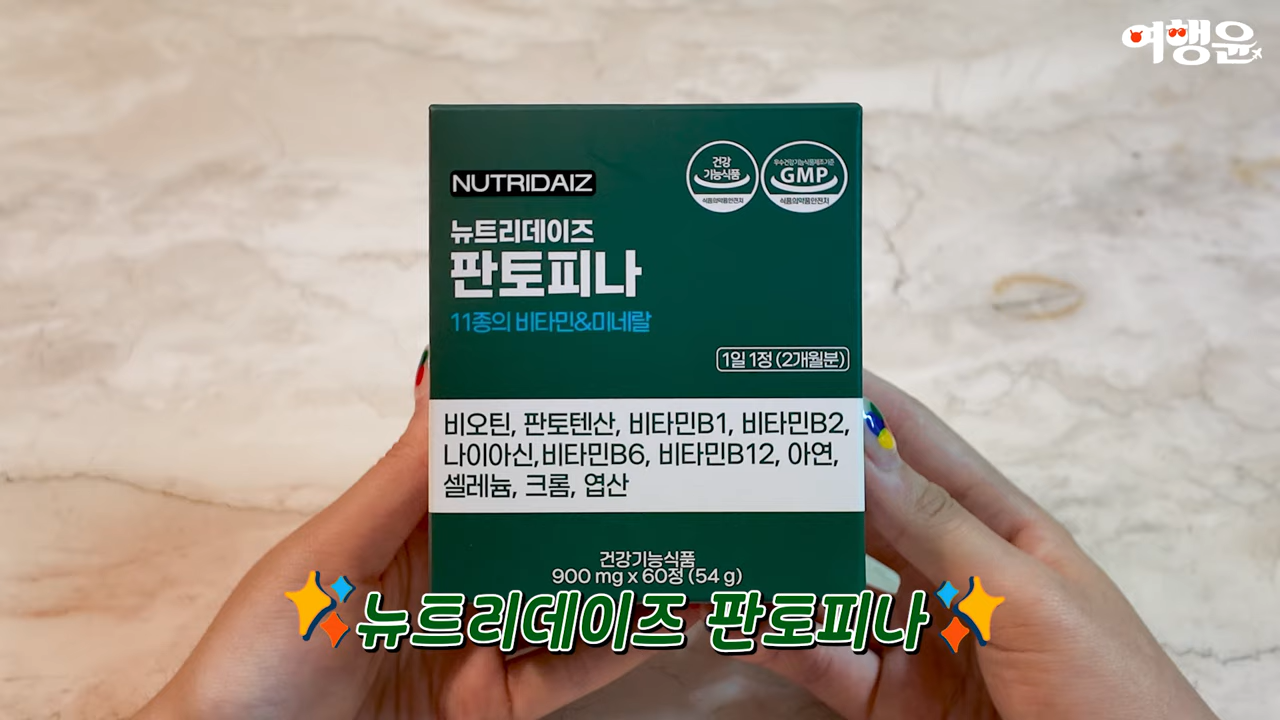 여행윤
NUTRIDAIZ
건강
기능식품
식품의약품안전처
우수건강기능식품제조기준
GMP
식품의약품안전처
뉴트리데이즈
판토피나
11종의 비타민&미네랄
1일 1정 (2개월분)
비오틴, 판토텐산, 비타민B1, 비타민B2,
나이아신,비타민B6, 비타민B12, 아연,
셀레늄, 크롬, 엽산
건강기능식품
900 mg x 60정 (54 g)
뉴트리데이즈 판토피나